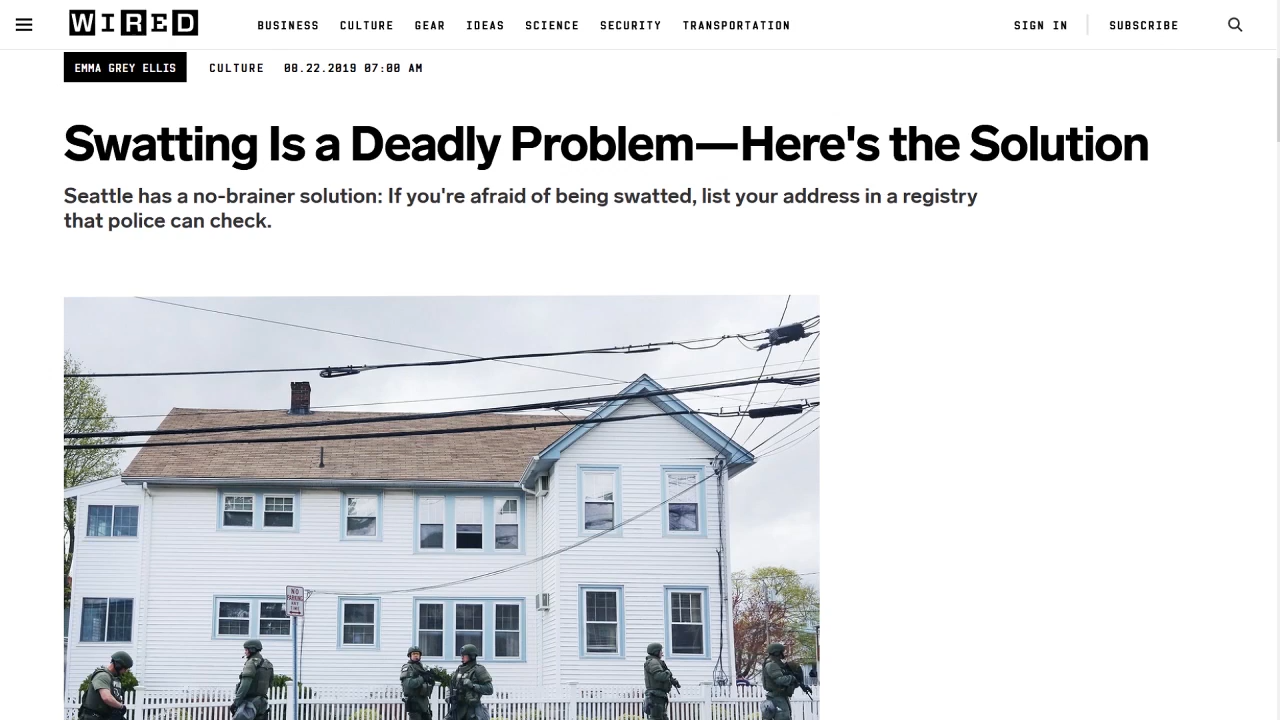 WIRED
BUSINESS CULTURE GEAR IDEAS SCIENCE SECURITY TRANSPORTATION
SIGN IN SUBSCRIBE
EMMA GREY ELLIS CULTURE 08.22.2019 07:00 AM
Swatting Is a Deadly Problem—Here's the Solution
Seattle has a no-brainer solution: If you're afraid of being swatted, list your address in a registry
that police can check.
NO
PARKING
ANY
TIME